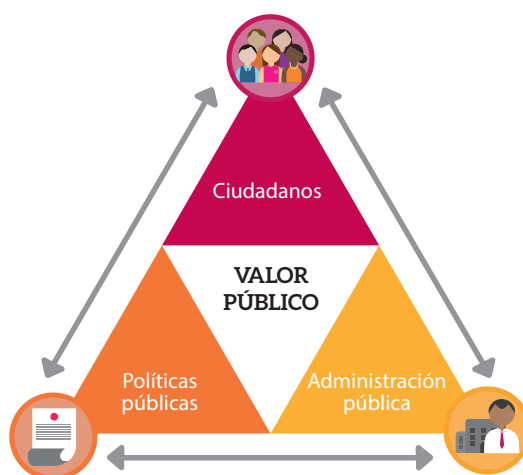 Ciudadanos
VALOR
PÚBLICO
Políticas
públicas
Administración
pública